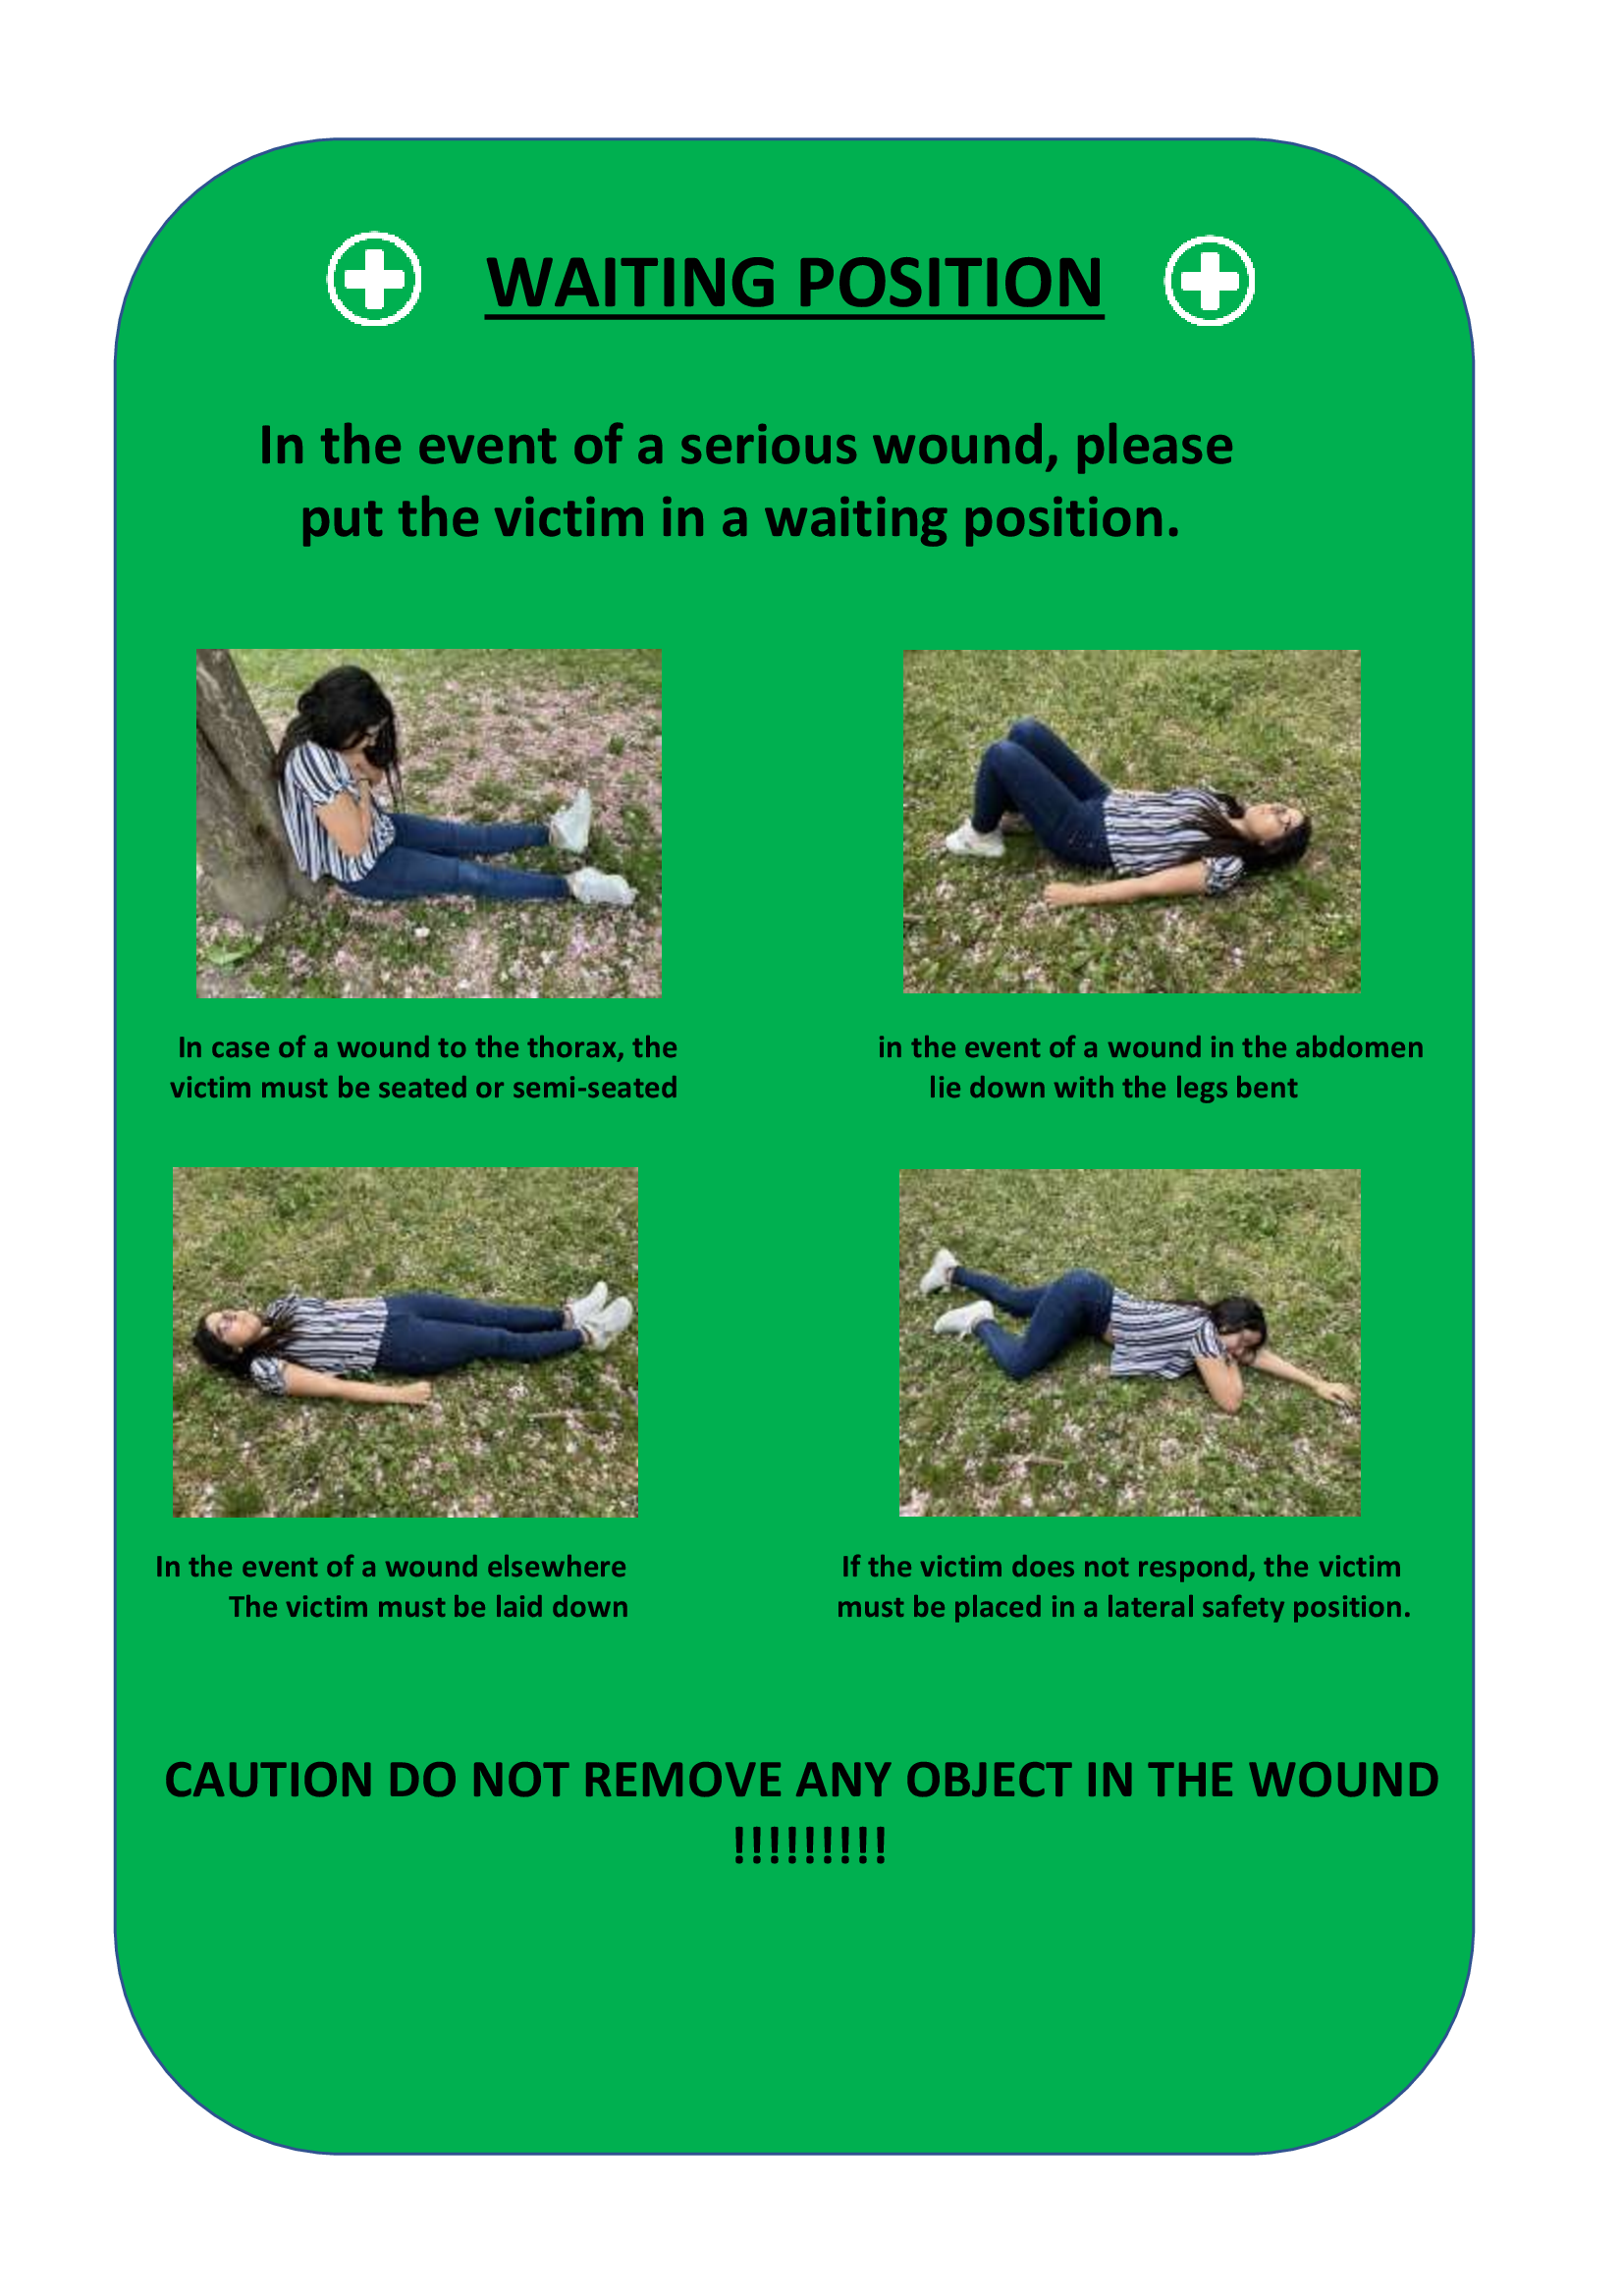 WAITING POSITION
In the event of a serious wound, please
put the victim in a waiting position.
In case of a wound to the thorax, the
victim must be seated or semi-seated
in the event of a wound in the abdomen
lie down with the legs bent
In the event of a wound elsewhere
The victim must be laid down
If the victim does not respond, the victim
must be placed in a lateral safety position.
CAUTION DO NOT REMOVE ANY OBJECT IN THE WOUND
!!!!!!!!!